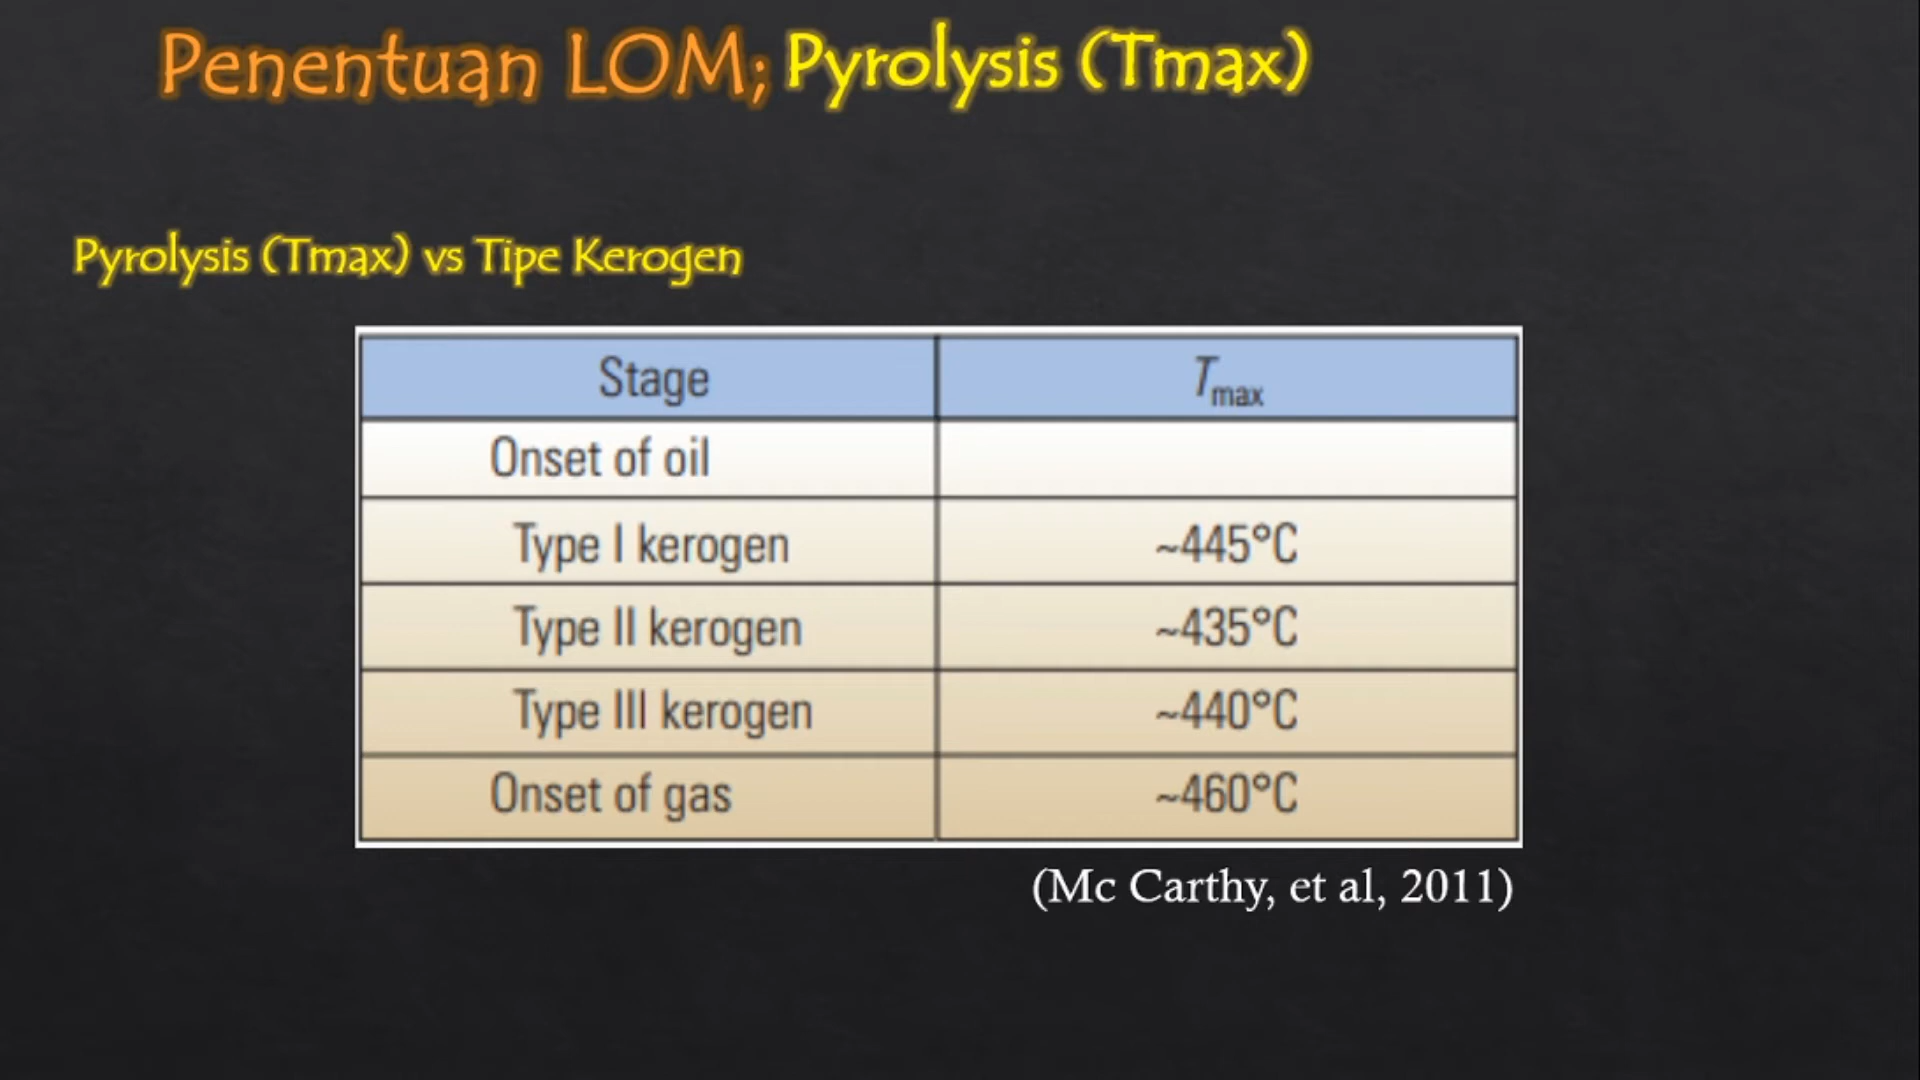 Penentuan LOM; Pyrolysis (Tmax)
Pyrolysis (Tmax) vs Tipe Kerogen
Stage Tmax
Onset of oil
Type I kerogen ~445°C
Type II kerogen ~435°C
Type III kerogen ~440°C
Onset of gas ~460°C
(Mc Carthy, et al, 2011)